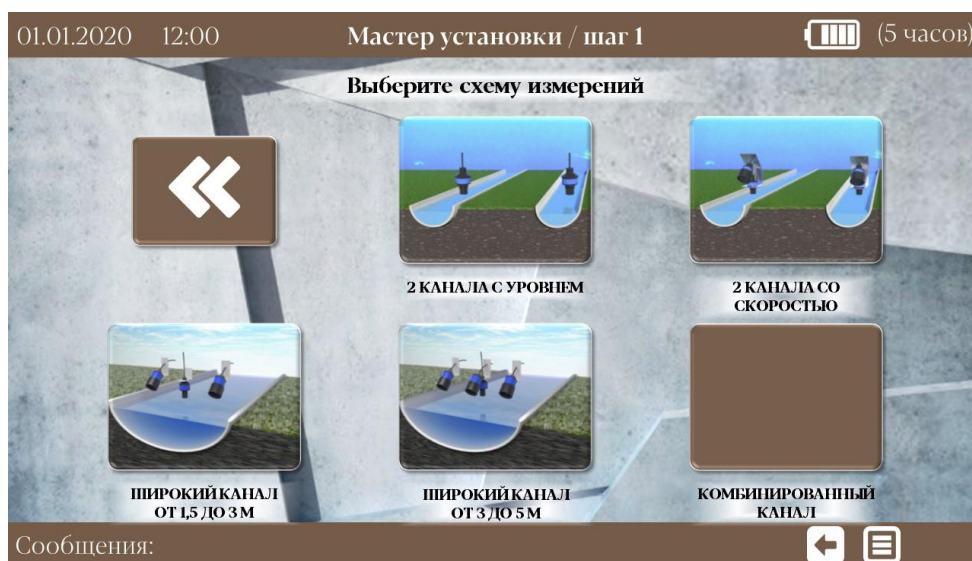 01.01.2020 12:00 Мастер установки / шаг 1 (5 часов)
Выберите схему измерений
2 КАНАЛА С УРОВНЕМ
2 КАНАЛА СО
СКОРОСТЬЮ
ШИРОКИЙ КАНАЛ
ОТ 1,5 ДО 3 М
ШИРОКИЙ КАНАЛ
ОТ 3 ДО 5 М
КОМБИНИРОВАННЫЙ
КАНАЛ
Сообщения: